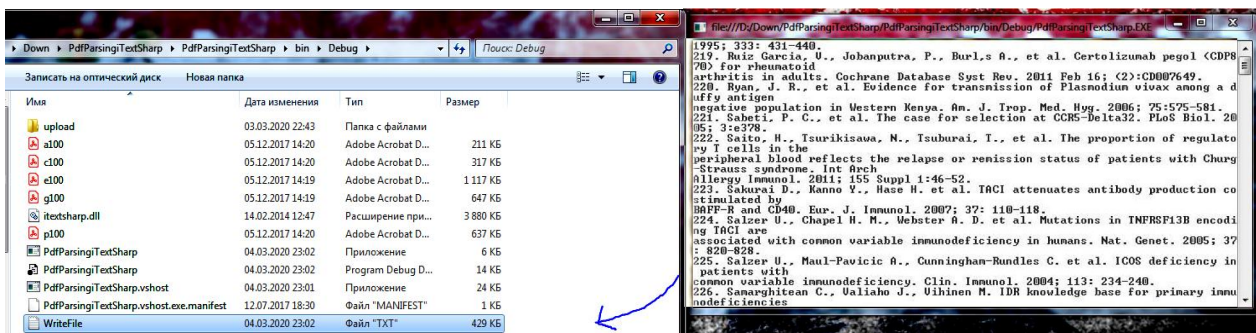 Down ▸ PdfParsingiTextSharp ▸ PdfParsingiTextSharp ▸ bin ▸ Debug ▸
Поиск: Debug
Записать на оптический диск Новая папка
Имя Дата изменения Тип Размер
upload 03.03.2020 22:43 Папка с файлами
a100 05.12.2017 14:20 Adobe Acrobat D... 211 КБ
c100 05.12.2017 14:20 Adobe Acrobat D... 317 КБ
e100 05.12.2017 14:19 Adobe Acrobat D... 1 117 КБ
g100 05.12.2017 14:19 Adobe Acrobat D... 647 КБ
itextsharp.dll 14.02.2014 12:47 Расширение при... 3 880 КБ
p100 05.12.2017 14:20 Adobe Acrobat D... 637 КБ
PdfParsingiTextSharp 04.03.2020 23:02 Приложение 6 КБ
PdfParsingiTextSharp 04.03.2020 23:02 Program Debug D... 14 КБ
PdfParsingiTextSharp.vshost 04.03.2020 23:01 Приложение 24 КБ
PdfParsingiTextSharp.vshost.exe.manifest 12.07.2017 18:30 Файл "MANIFEST" 1 КБ
WriteFile 04.03.2020 23:02 Файл "TXT" 429 КБ
file:///D:/Down/PdfParsingiTextSharp/PdfParsingiTextSharp/bin/Debug/PdfParsingiTextSharp.EXE
1995; 333: 431-440.
219. Ruiz Garcia, V., Jobanputra, P., Burl,s A., et al. Certolizumab pegol (CDP8
70) for rheumatoid
arthritis in adults. Cochrane Database Syst Rev. 2011 Feb 16; (2):CD007649.
220. Ryan, J. R., et al. Evidence for transmission of Plasmodium vivax among a d
uffy antigen
negative population in Western Kenya. Am. J. Trop. Med. Hyg. 2006; 75:575-581.
221. Sabeti, P. C., et al. The case for selection at CCR5-Delta32. PLoS Biol. 20
05; 3:e378.
222. Saito, H., Tsurikisawa, N., Tsuburai, T., et al. The proportion of regulato
ry T cells in the
peripheral blood reflects the relapse or remission status of patients with Churg
-Strauss syndrome. Int Arch
Allergy Immunol. 2011; 155 Suppl 1:46-52.
223. Sakurai D., Kanno Y., Hase H. et al. TACI attenuates antibody production co
stimulated by
BAFF-R and CD40. Eur. J. Immunol. 2007; 37: 110-118.
224. Salzer U., Chapel H. M., Webster A. D. et al. Mutations in TNFRSF13B encodi
ng TACI are
associated with common variable immunodeficiency in humans. Nat. Genet. 2005; 37
: 820-828.
225. Salzer U., Maul-Pavicic A., Cunningham-Rundles C. et al. ICOS deficiency in
patients with
common variable immunodeficiency. Clin. Immunol. 2004; 113: 234-240.
226. Samarghitean C., Valiaho J., Vihinen M. IDR knowledge base for primary immu
nodeficiencies